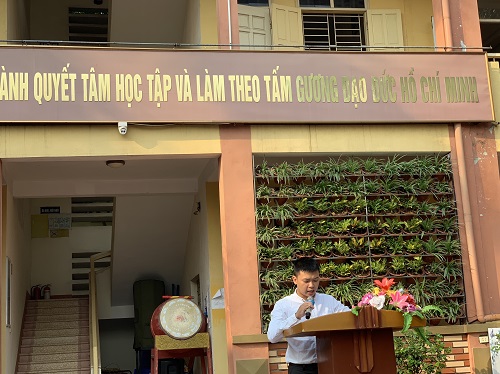 ÀNH QUYẾT TÂM HỌC TẬP VÀ LÀM THEO TẤM GƯƠNG ĐẠO ĐỨC HỒ CHÍ MINH